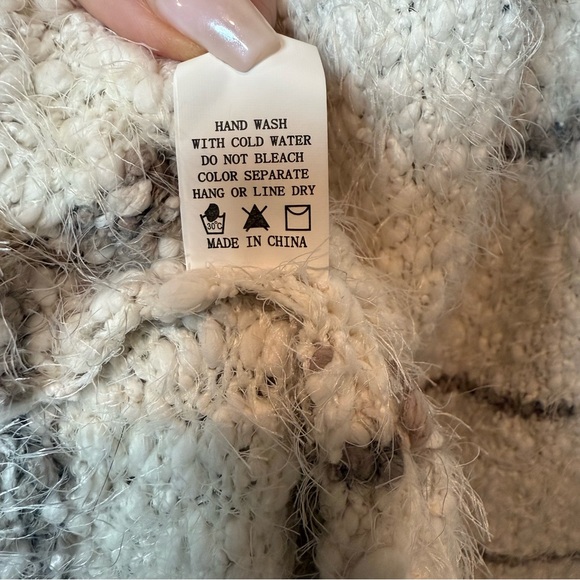 HAND WASH
WITH COLD WATER
DO NOT BLEACH
COLOR SEPARATE
HANG OR LINE DRY
30°C
MADE IN CHINA